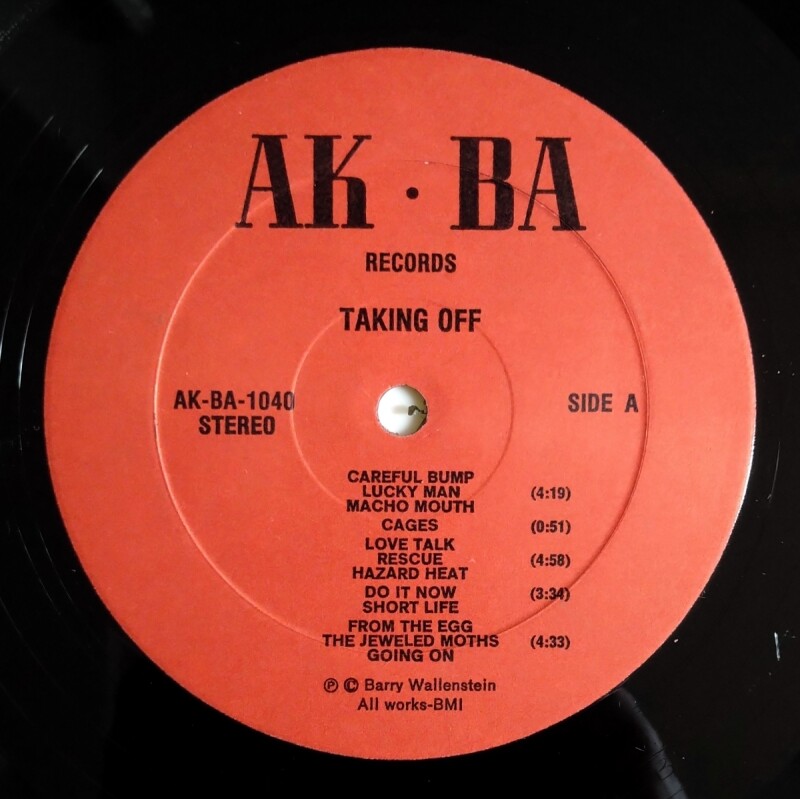 AK · BA
RECORDS
TAKING OFF
AK-BA-1040
STEREO
SIDE A
CAREFUL BUMP
LUCKY MAN (4:19)
MACHO MOUTH
CAGES (0:51)
LOVE TALK
RESCUE (4:58)
HAZARD HEAT
DO IT NOW (3:34)
SHORT LIFE
FROM THE EGG
THE JEWELED MOTHS (4:33)
GOING ON
℗ © Barry Wallenstein
All works-BMI